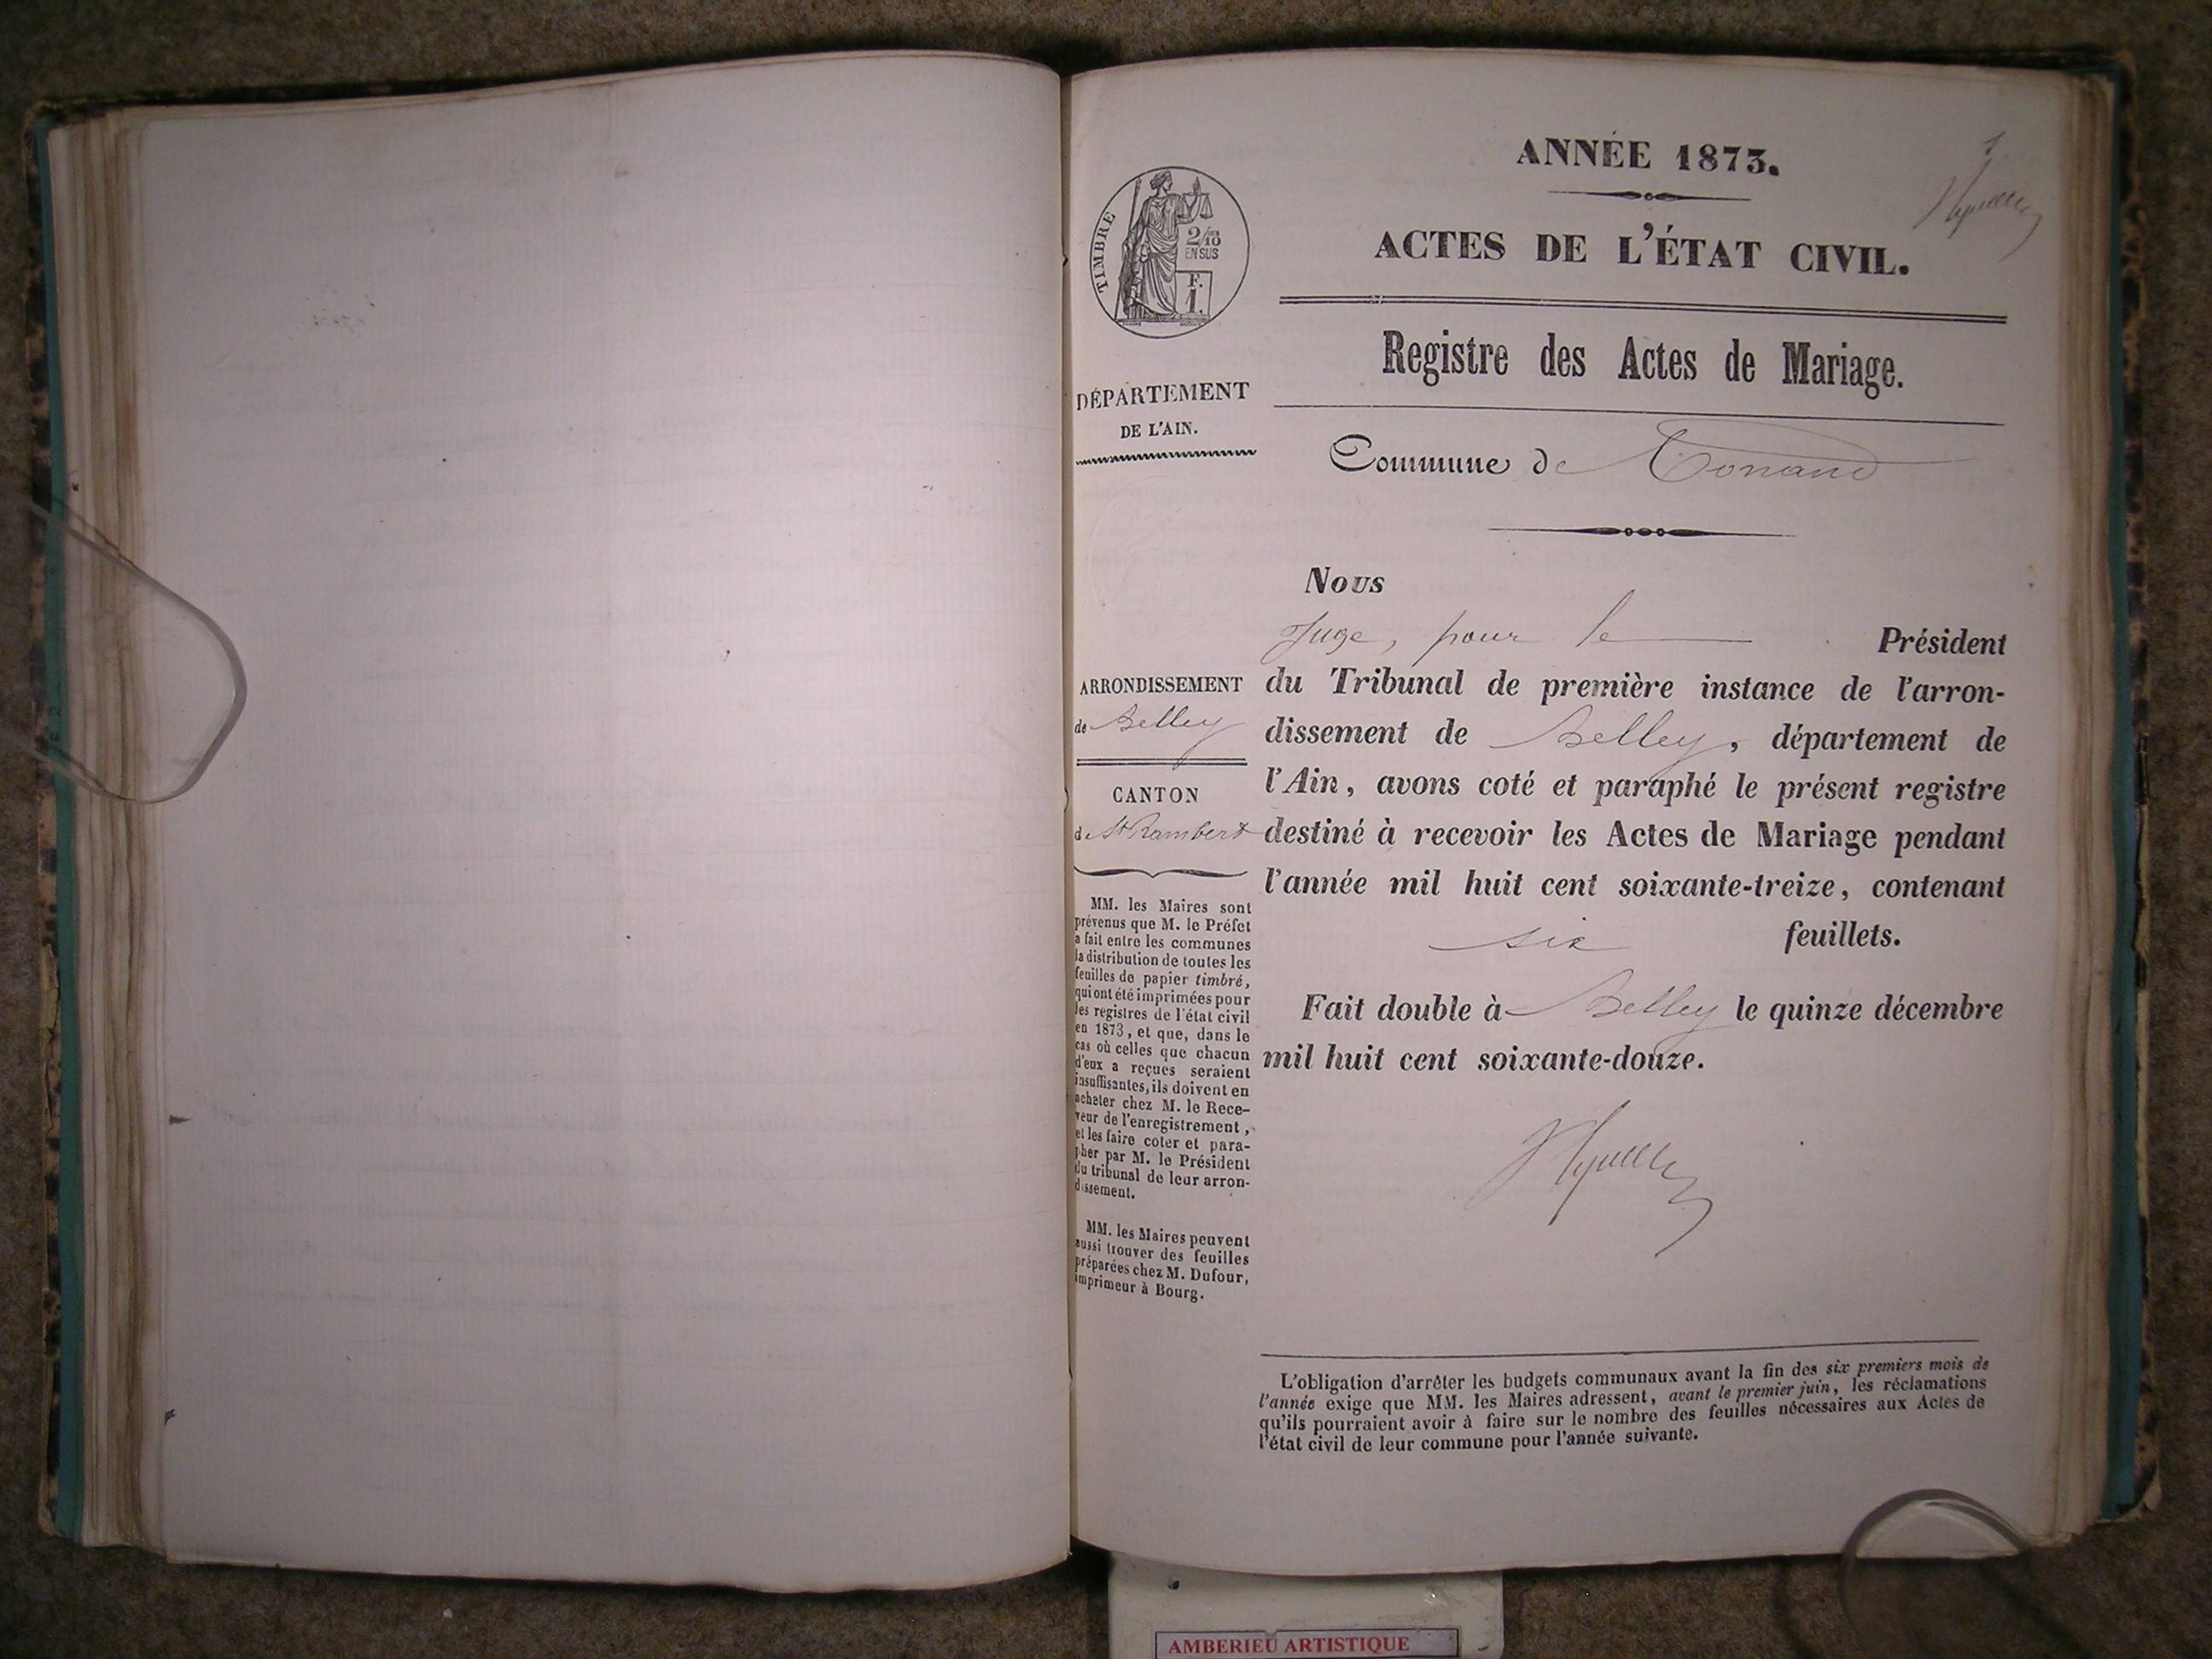 ANNÉE 1873.
1
ACTES DE L'ÉTAT CIVIL.
TIMBRE
2/10
EN SUS
F.
1.
Registre des Actes de Mariage.
DÉPARTEMENT
DE L'AIN.
Commune de Conand
Nous
Juge, pour le Président
du Tribunal de première instance de l'arron-
dissement de Belley, département de
l'Ain, avons coté et paraphé le présent registre
destiné à recevoir les Actes de Mariage pendant
l'année mil huit cent soixante-treize, contenant
six feuillets.
Fait double à Belley le quinze décembre
mil huit cent soixante-douze.
ARRONDISSEMENT
de Belley
CANTON
de St Rambert
MM. les Maires sont
prévenus que M. le Préfet
a fait entre les communes
la distribution de toutes les
feuilles de papier timbré,
qui ont été imprimées pour
les registres de l'état civil
en 1873, et que, dans le
cas où celles que chacun
d'eux a reçues seraient
insuffisantes, ils doivent en
acheter chez M. le Rece-
veur de l'enregistrement,
et les faire coter et para-
pher par M. le Président
du tribunal de leur arron-
dissement.
MM. les Maires peuvent
aussi trouver des feuilles
préparées chez M. Dufour,
imprimeur à Bourg.
L'obligation d'arrêter les budgets communaux avant la fin des six premiers mois de
l'année exige que MM. les Maires adressent, avant le premier juin, les réclamations
qu'ils pourraient avoir à faire sur le nombre des feuilles nécessaires aux Actes de
l'état civil de leur commune pour l'année suivante.
AMBERIEU ARTISTIQUE